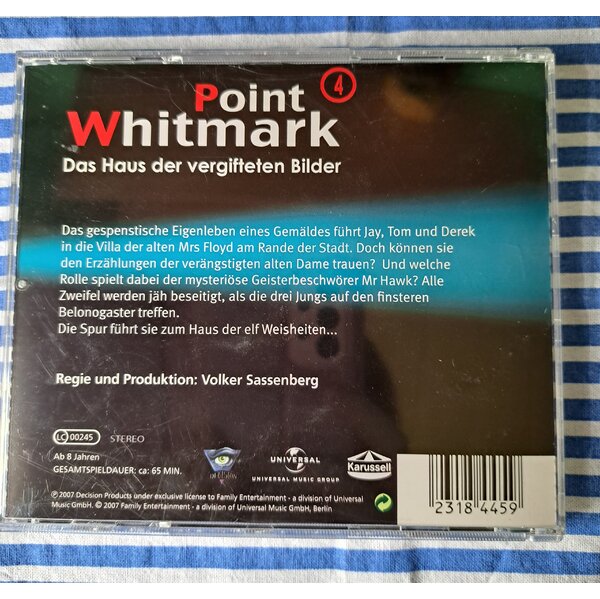 Point 4
Whitmark
Das Haus der vergifteten Bilder
Das gespenstische Eigenleben eines Gemäldes führt Jay, Tom und Derek
in die Villa der alten Mrs Floyd am Rande der Stadt. Doch können sie
den Erzählungen der verängstigten alten Dame trauen? Und welche
Rolle spielt dabei der mysteriöse Geisterbeschwörer Mr Hawk? Alle
Zweifel werden jäh beseitigt, als die drei Jungs auf den finsteren
Belonogaster treffen.
Die Spur führt sie zum Haus der elf Weisheiten...
Regie und Produktion: Volker Sassenberg
LC 00245 STEREO
Ab 8 Jahren
GESAMTSPIELDAUER: ca: 65 MIN.
DECISION
UNIVERSAL
UNIVERSAL MUSIC GROUP
Karussell
℗ 2007 Decision Products under exclusive license to Family Entertainment - a division of Universal
Music GmbH. © 2007 Family Entertainment - a division of Universal Music GmbH, Berlin
2318 4459